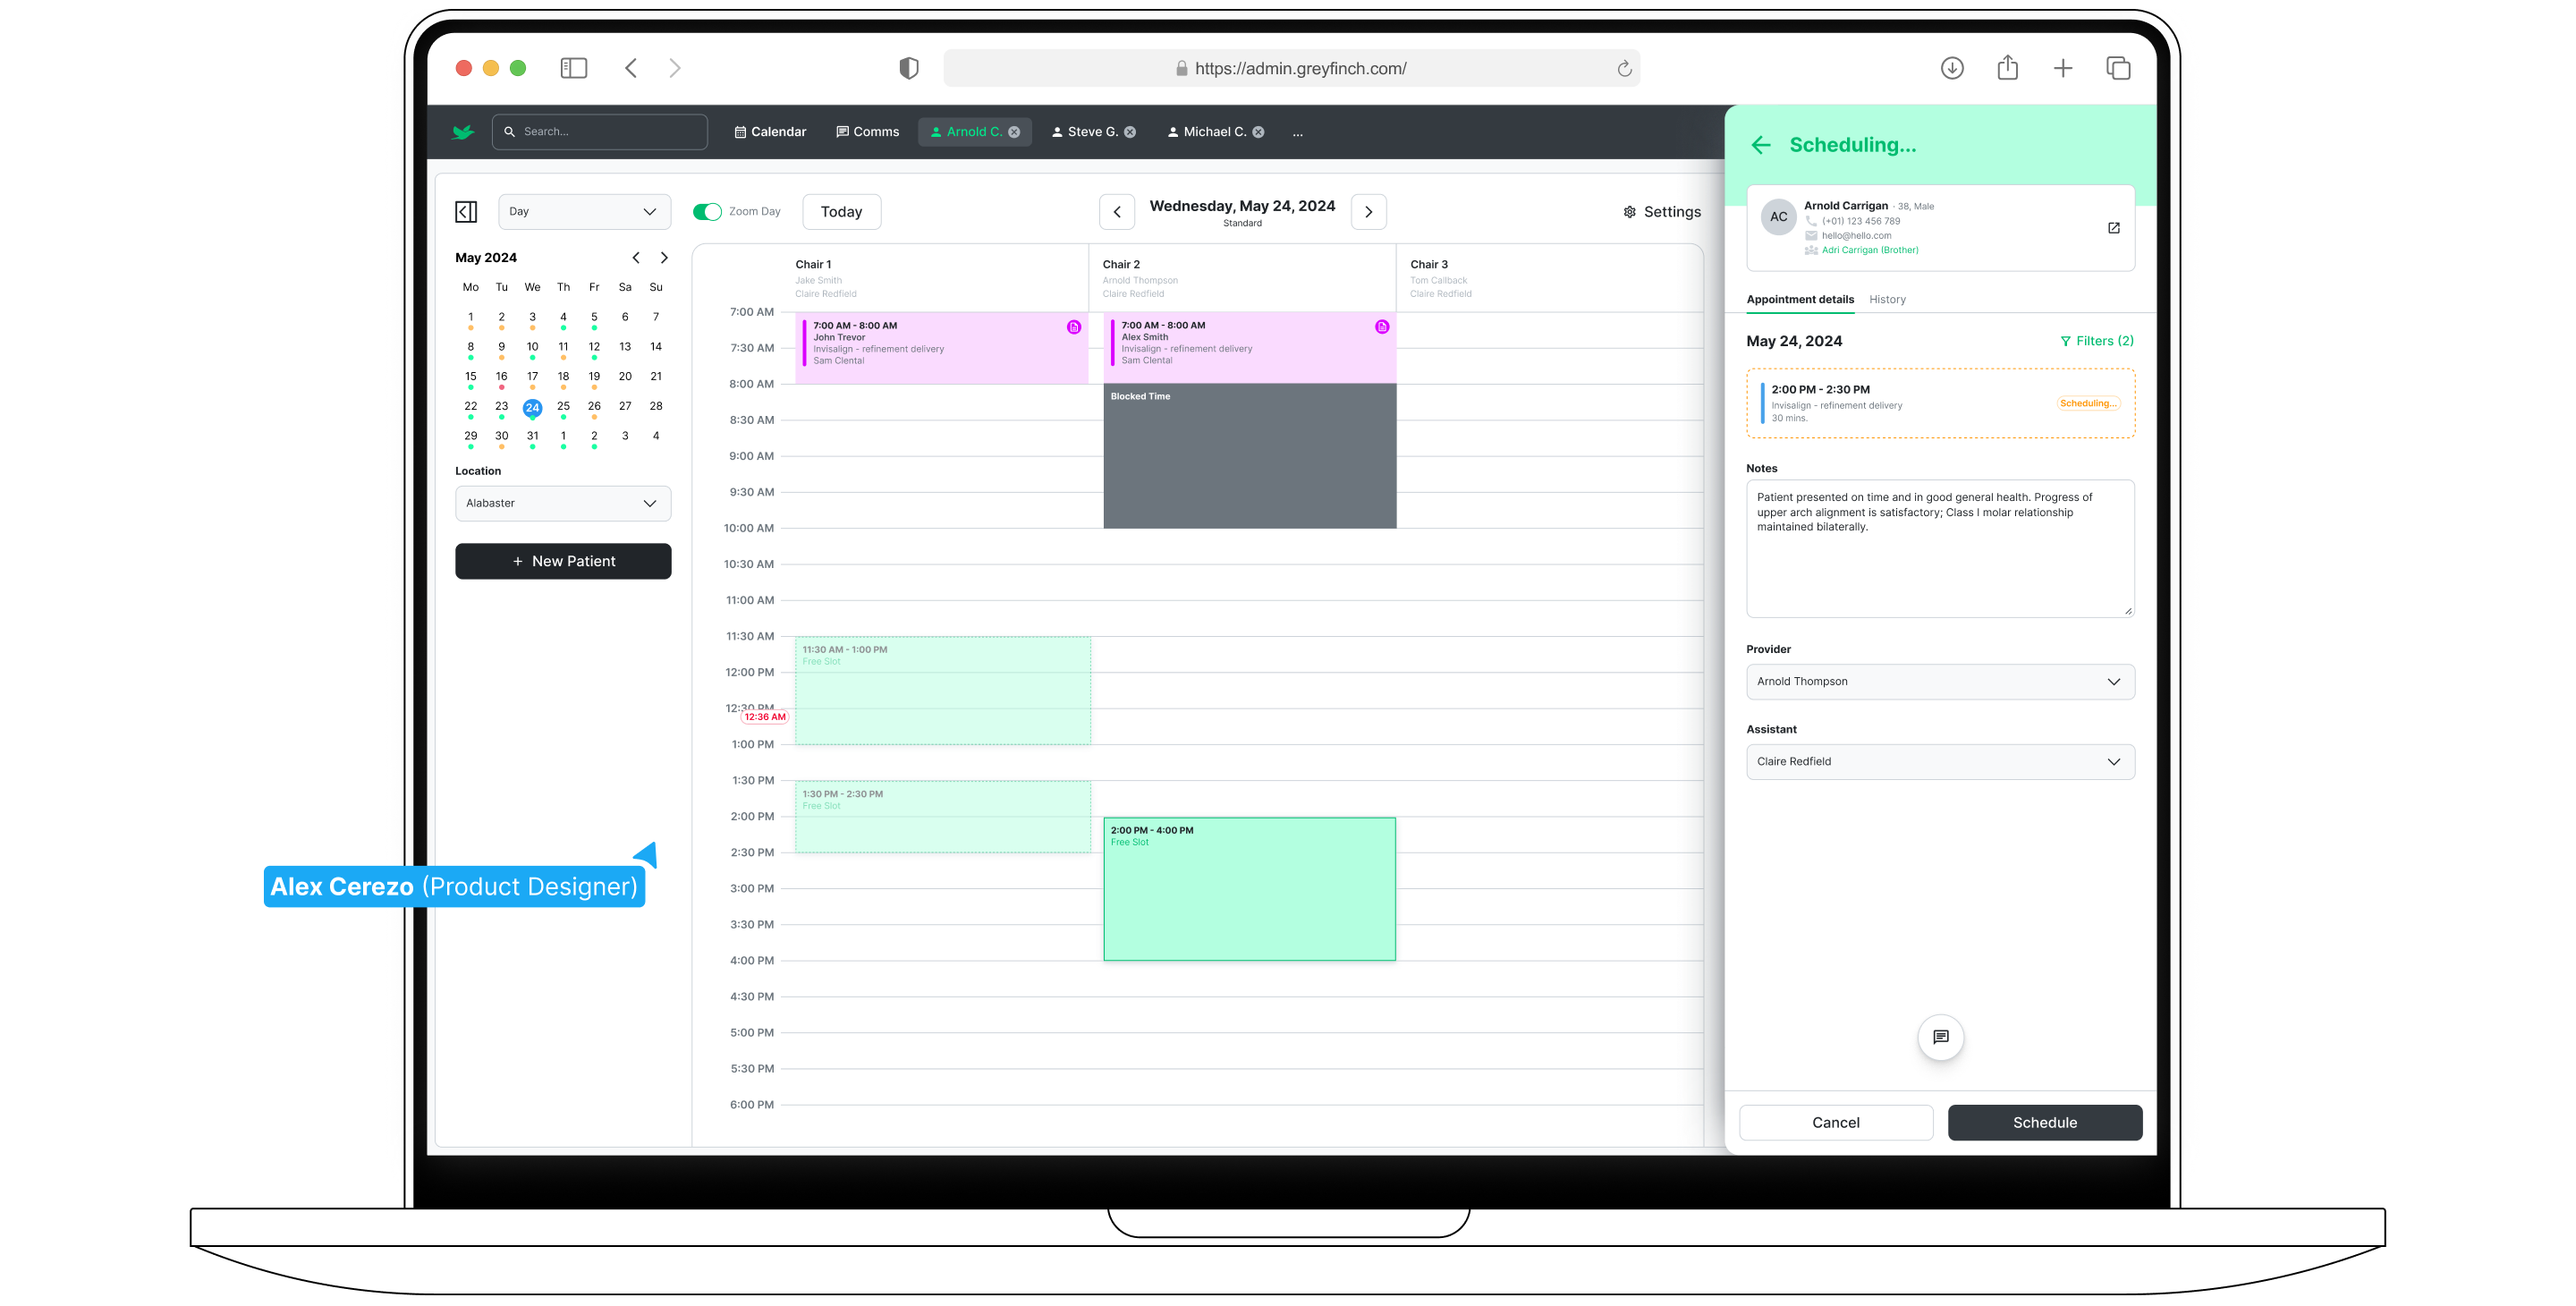 https://admin.greyfinch.com/
Search...
Calendar
Comms
Arnold C.
Steve G.
Michael C.
...
Day
Zoom Day
Today
Wednesday, May 24, 2024
Standard
Settings
May 2024
Mo Tu We Th Fr Sa Su
1 2 3 4 5 6 7
8 9 10 11 12 13 14
15 16 17 18 19 20 21
22 23 24 25 26 27 28
29 30 31 1 2 3 4
Location
Alabaster
+ New Patient
Chair 1
Jake Smith
Claire Redfield
Chair 2
Arnold Thompson
Claire Redfield
Chair 3
Tom Callback
Claire Redfield
7:00 AM
7:30 AM
8:00 AM
8:30 AM
9:00 AM
9:30 AM
10:00 AM
10:30 AM
11:00 AM
11:30 AM
12:00 PM
12:30 PM
12:36 AM
1:00 PM
1:30 PM
2:00 PM
2:30 PM
3:00 PM
3:30 PM
4:00 PM
4:30 PM
5:00 PM
5:30 PM
6:00 PM
7:00 AM - 8:00 AM
John Trevor
Invisalign - refinement delivery
Sam Clental
11:30 AM - 1:00 PM
Free Slot
1:30 PM - 2:30 PM
Free Slot
7:00 AM - 8:00 AM
Alex Smith
Invisalign - refinement delivery
Sam Clental
Blocked Time
2:00 PM - 4:00 PM
Free Slot
Alex Cerezo (Product Designer)
Scheduling...
AC
Arnold Carrigan · 38, Male
(+01) 123 456 789
hello@hello.com
Adri Carrigan (Brother)
Appointment details
History
May 24, 2024
Filters (2)
2:00 PM - 2:30 PM
Invisalign - refinement delivery
30 mins.
Scheduling...
Notes
Patient presented on time and in good general health. Progress of
upper arch alignment is satisfactory; Class I molar relationship
maintained bilaterally.
Provider
Arnold Thompson
Assistant
Claire Redfield
Cancel
Schedule